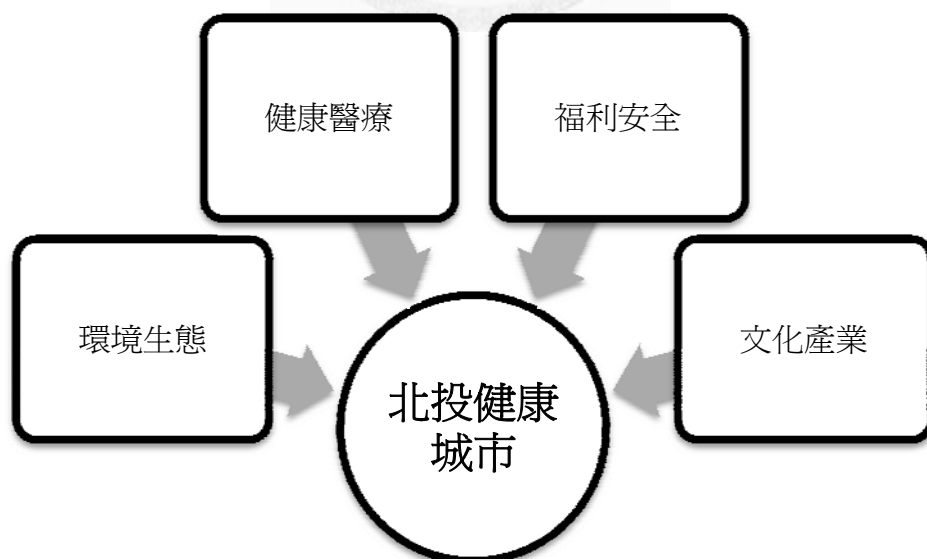 健康醫療
福利安全
環境生態
文化產業
北投健康
城市